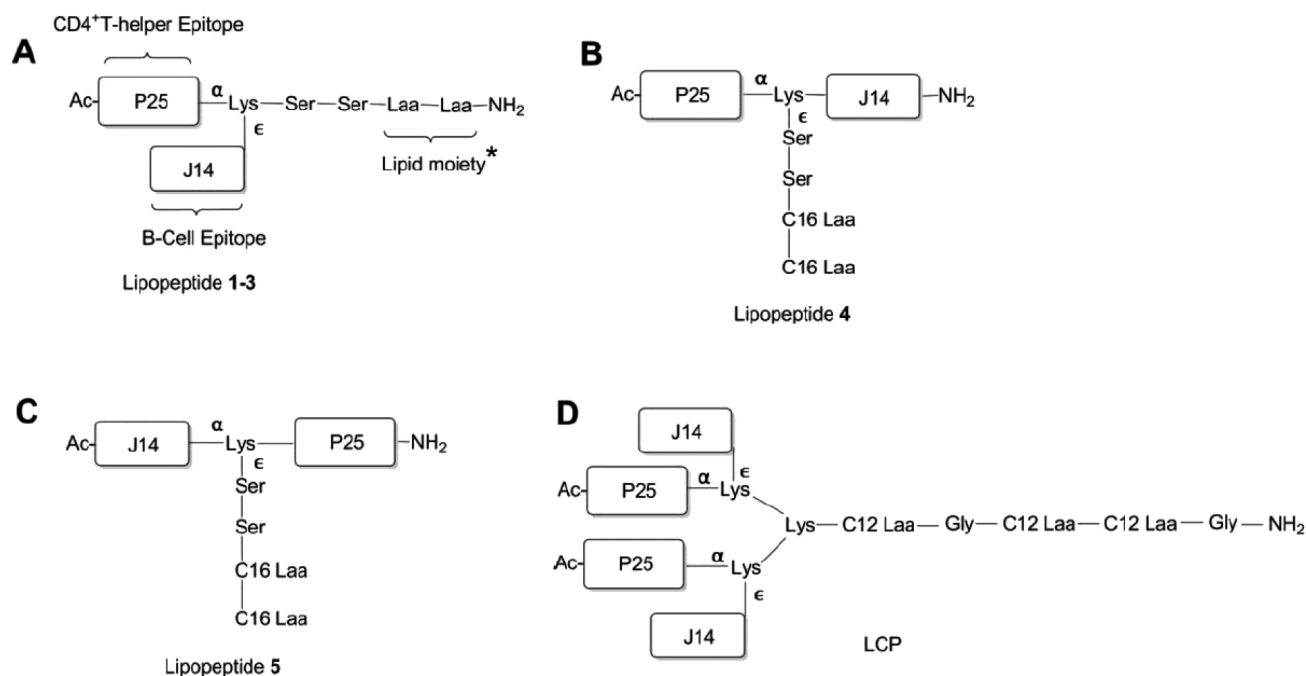 A
CD4⁺T-helper Epitope
Ac- P25 α Lys—Ser—Ser—Laa—Laa—NH₂
ε
J14
Lipid moiety*
B-Cell Epitope
Lipopeptide 1-3
B
Ac- P25 α Lys J14 NH₂
ε
Ser
Ser
C16 Laa
C16 Laa
Lipopeptide 4
C
Ac- J14 α Lys P25 NH₂
ε
Ser
Ser
C16 Laa
C16 Laa
Lipopeptide 5
D
J14
ε
Ac- P25 α Lys
Lys—C12 Laa—Gly—C12 Laa—C12 Laa—Gly—NH₂
Ac- P25 α Lys
ε
J14
LCP